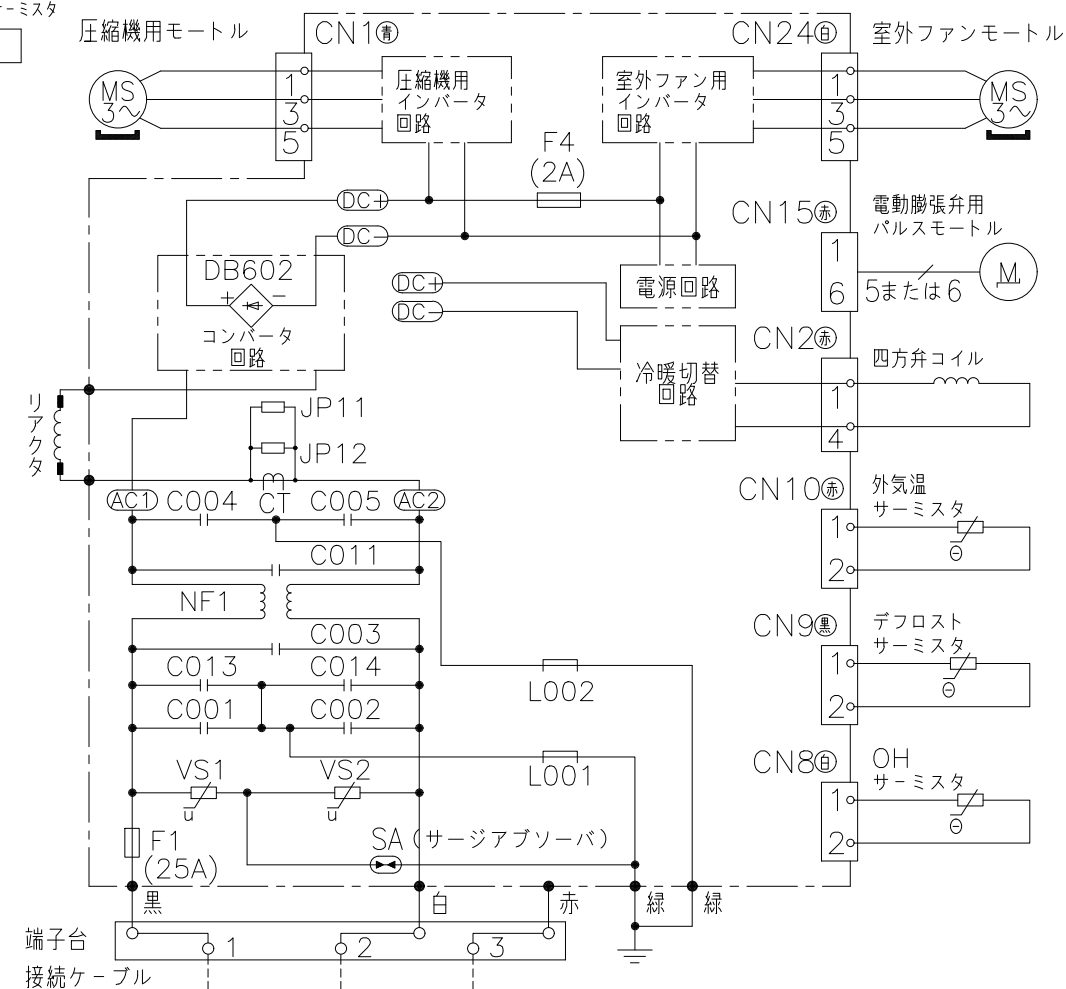 サーミスタ
圧縮機用モートル
CN1青
CN24白
室外ファンモートル
MS
3~
1
3
5
圧縮機用
インバータ
回路
室外ファン用
インバータ
回路
1
3
5
MS
3~
F4
(2A)
DC+
DC-
CN15赤
電動膨張弁用
パルスモートル
1
6
5または6
M
DB602
+
-
コンバータ
回路
DC+
DC-
電源回路
冷暖切替
回路
CN2赤
四方弁コイル
1
4
リアクタ
JP11
JP12
CT
AC1
C004
C005
AC2
CN10赤
外気温
サーミスタ
1
2
Θ
C011
NF1
C003
CN9黒
デフロスト
サーミスタ
1
2
Θ
C013
C014
L002
C001
C002
L001
CN8白
OH
サーミスタ
1
2
Θ
VS1
u
VS2
u
F1
(25A)
SA(サージアブソーバ)
黒
白
赤
緑
緑
端子台
1
2
3
接続ケーブル